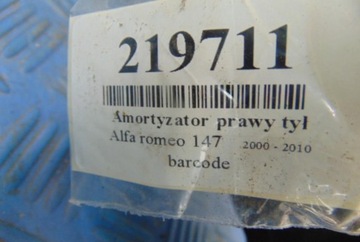 219711
Amortyzator prawy tył
Alfa romeo 147 2000 - 2010
barcode